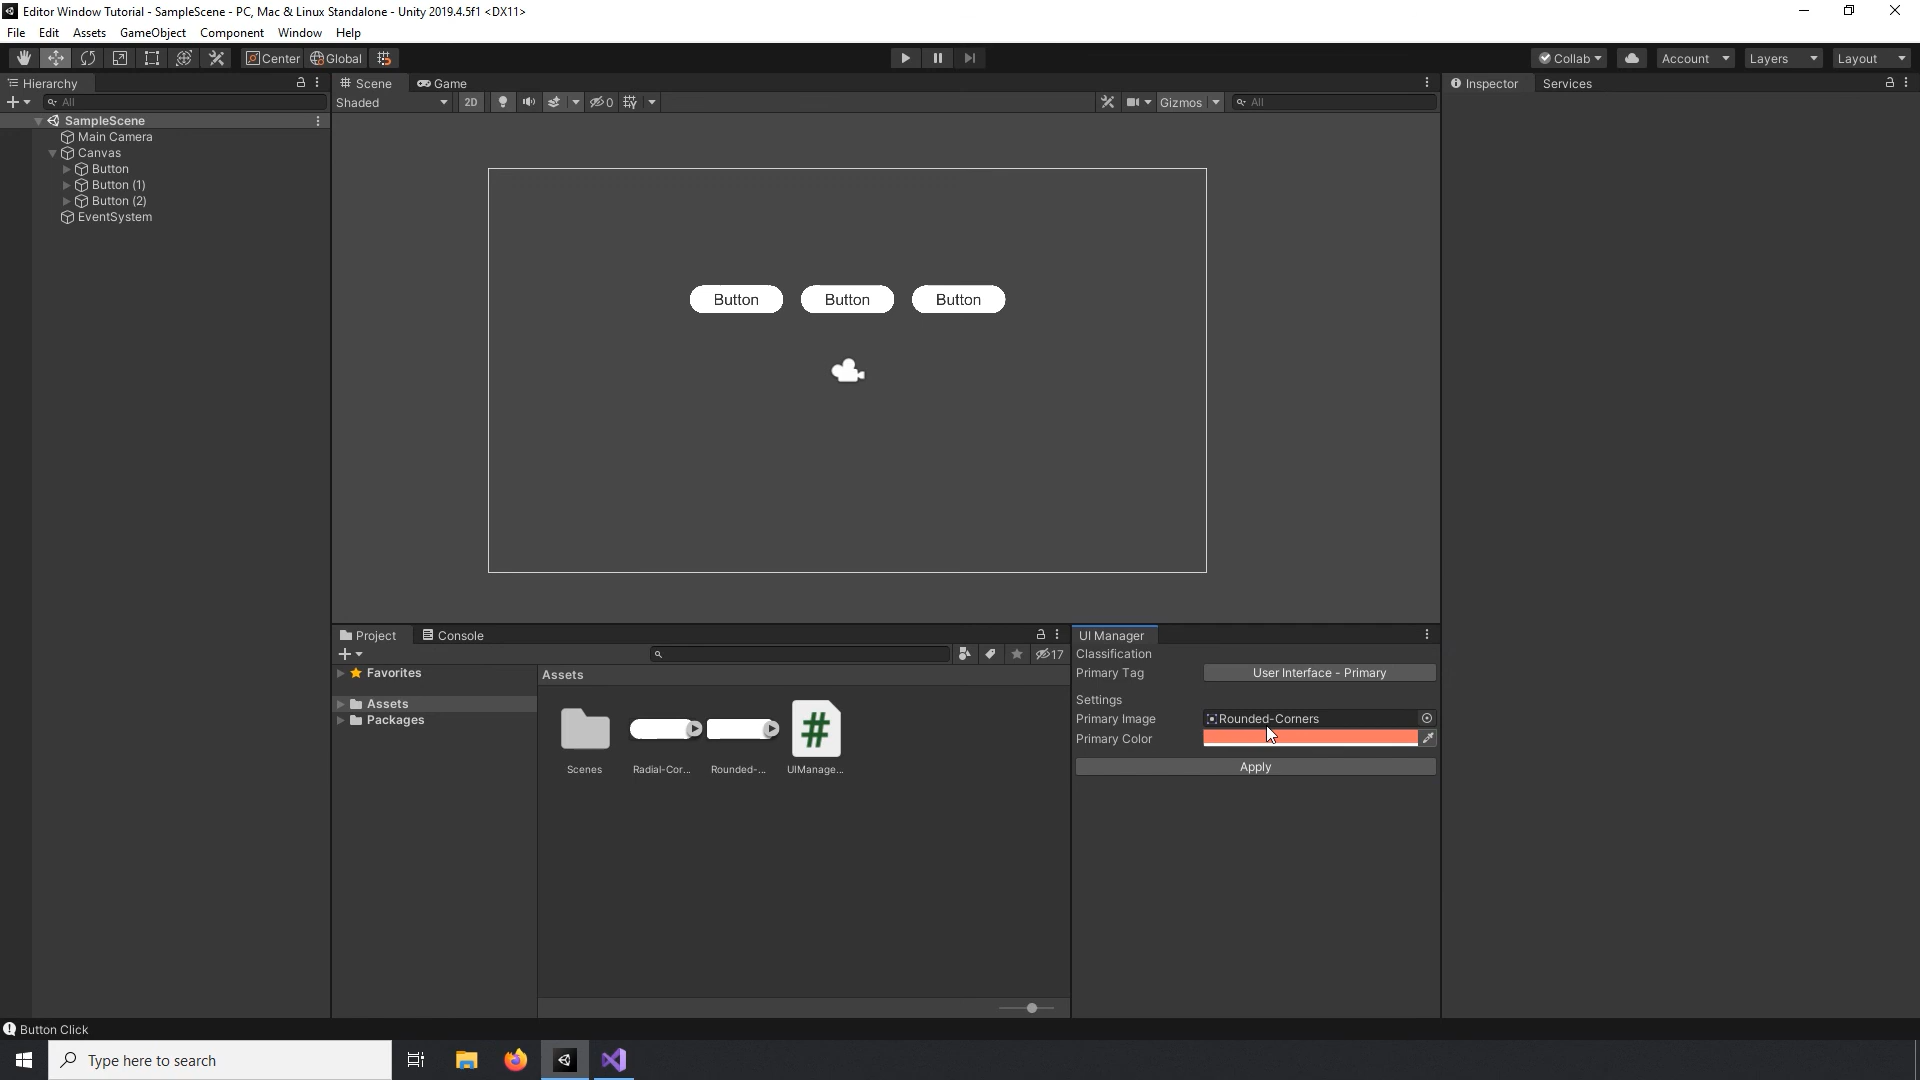 Editor Window Tutorial - SampleScene - PC, Mac & Linux Standalone - Unity 2019.4.5f1 <DX11>
File Edit Assets GameObject Component Window Help
Center Global Collab Account Layers Layout
Hierarchy
All
SampleScene
Main Camera
Canvas
Button
Button (1)
Button (2)
EventSystem
Scene Game
Shaded 2D 0 Gizmos All
Button Button Button
Inspector Services
Project Console
17
Favorites
Assets
Packages
Assets
Scenes Radial-Cor... Rounded-... UIManage...
UI Manager
Classification
Primary Tag User Interface - Primary
Settings
Primary Image Rounded-Corners
Primary Color
Apply
Button Click
Type here to search